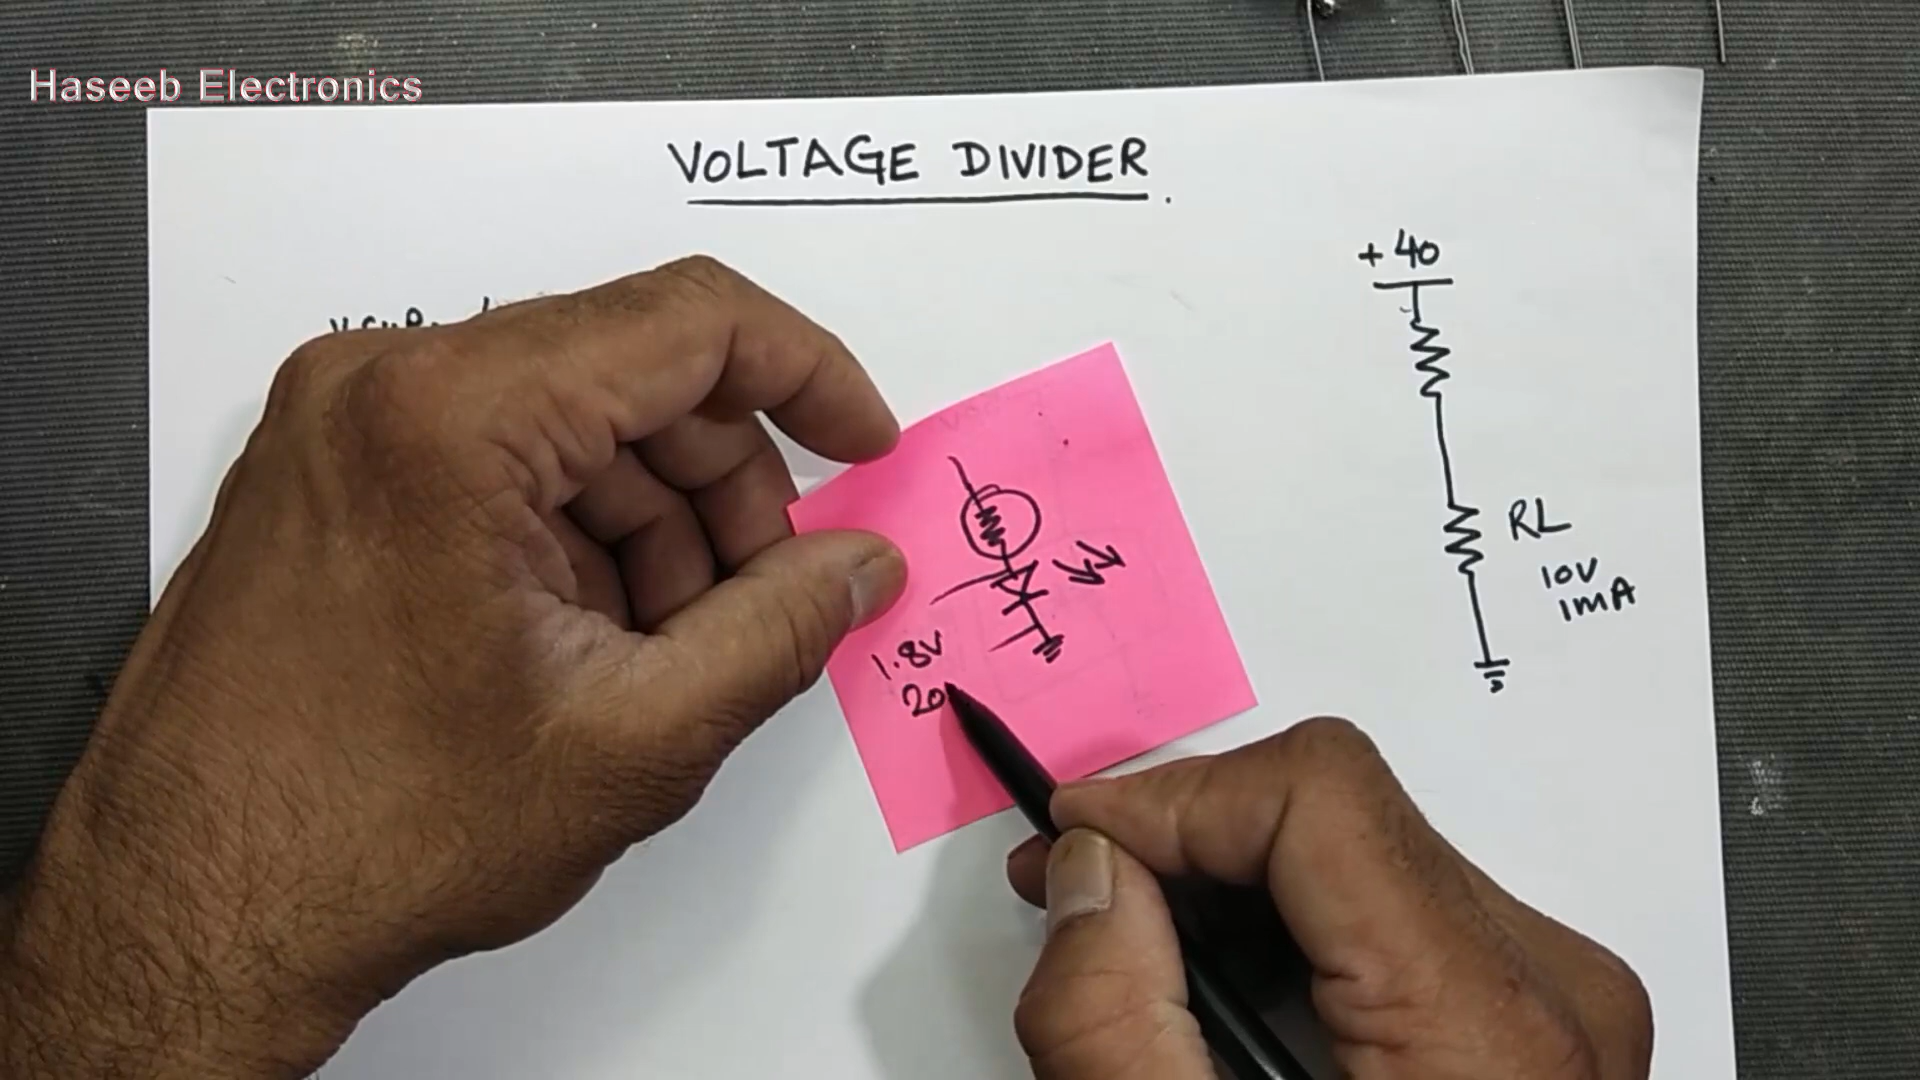 Haseeb Electronics
VOLTAGE DIVIDER.
+40
RL
10V
1mA
1.8V
20